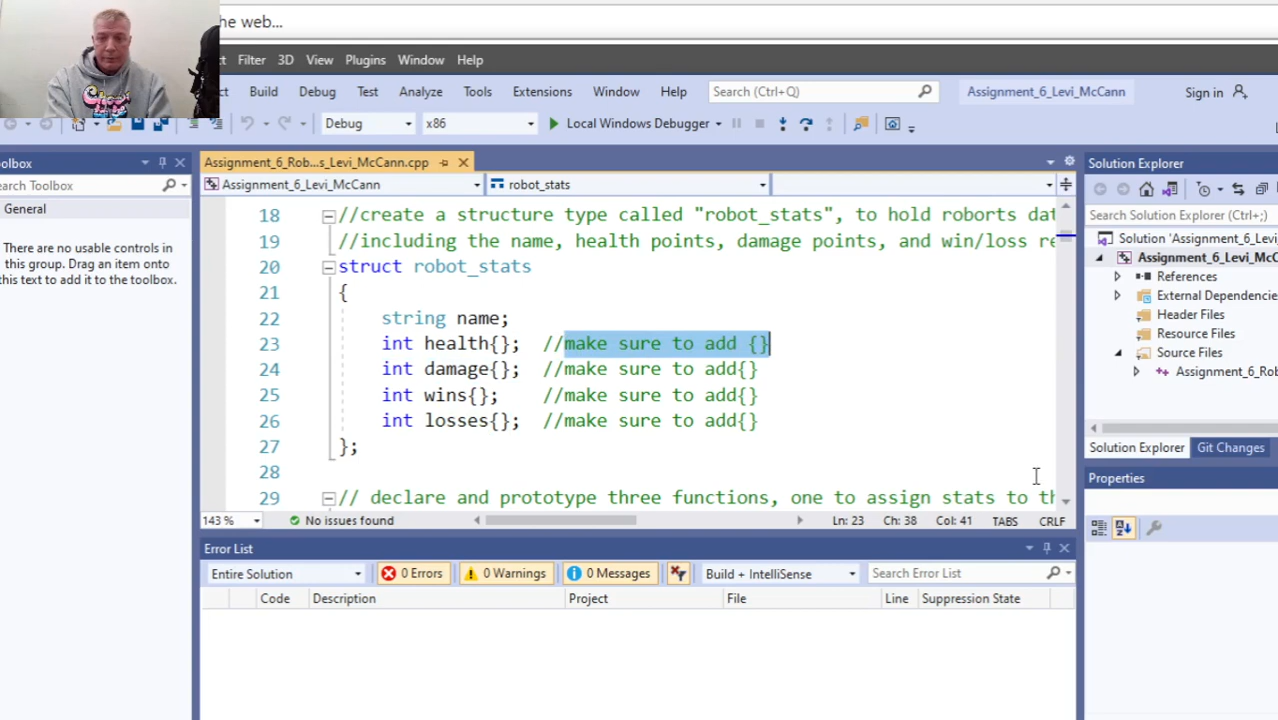 he web...
ct Filter 3D View Plugins Window Help
ct Build Debug Test Analyze Tools Extensions Window Help Search (Ctrl+Q) Assignment_6_Levi_McCann Sign in
Debug x86 Local Windows Debugger
oolbox
earch Toolbox
General
There are no usable controls in
this group. Drag an item onto
this text to add it to the toolbox.
Assignment_6_Rob...s_Levi_McCann.cpp
Assignment_6_Levi_McCann robot_stats
18 //create a structure type called "robot_stats", to hold roborts dat
19 //including the name, health points, damage points, and win/loss re
20 struct robot_stats
21 {
22 string name;
23 int health{}; //make sure to add {}
24 int damage{}; //make sure to add{}
25 int wins{}; //make sure to add{}
26 int losses{}; //make sure to add{}
27 };
28
29 // declare and prototype three functions, one to assign stats to th
143 % No issues found Ln: 23 Ch: 38 Col: 41 TABS CRLF
Error List
Entire Solution 0 Errors 0 Warnings 0 Messages Build + IntelliSense Search Error List
Code Description Project File Line Suppression State
Solution Explorer
Search Solution Explorer (Ctrl+;)
Solution 'Assignment_6_Levi
Assignment_6_Levi_McC
References
External Dependencie
Header Files
Resource Files
Source Files
Assignment_6_Rob
Solution Explorer Git Changes
Properties